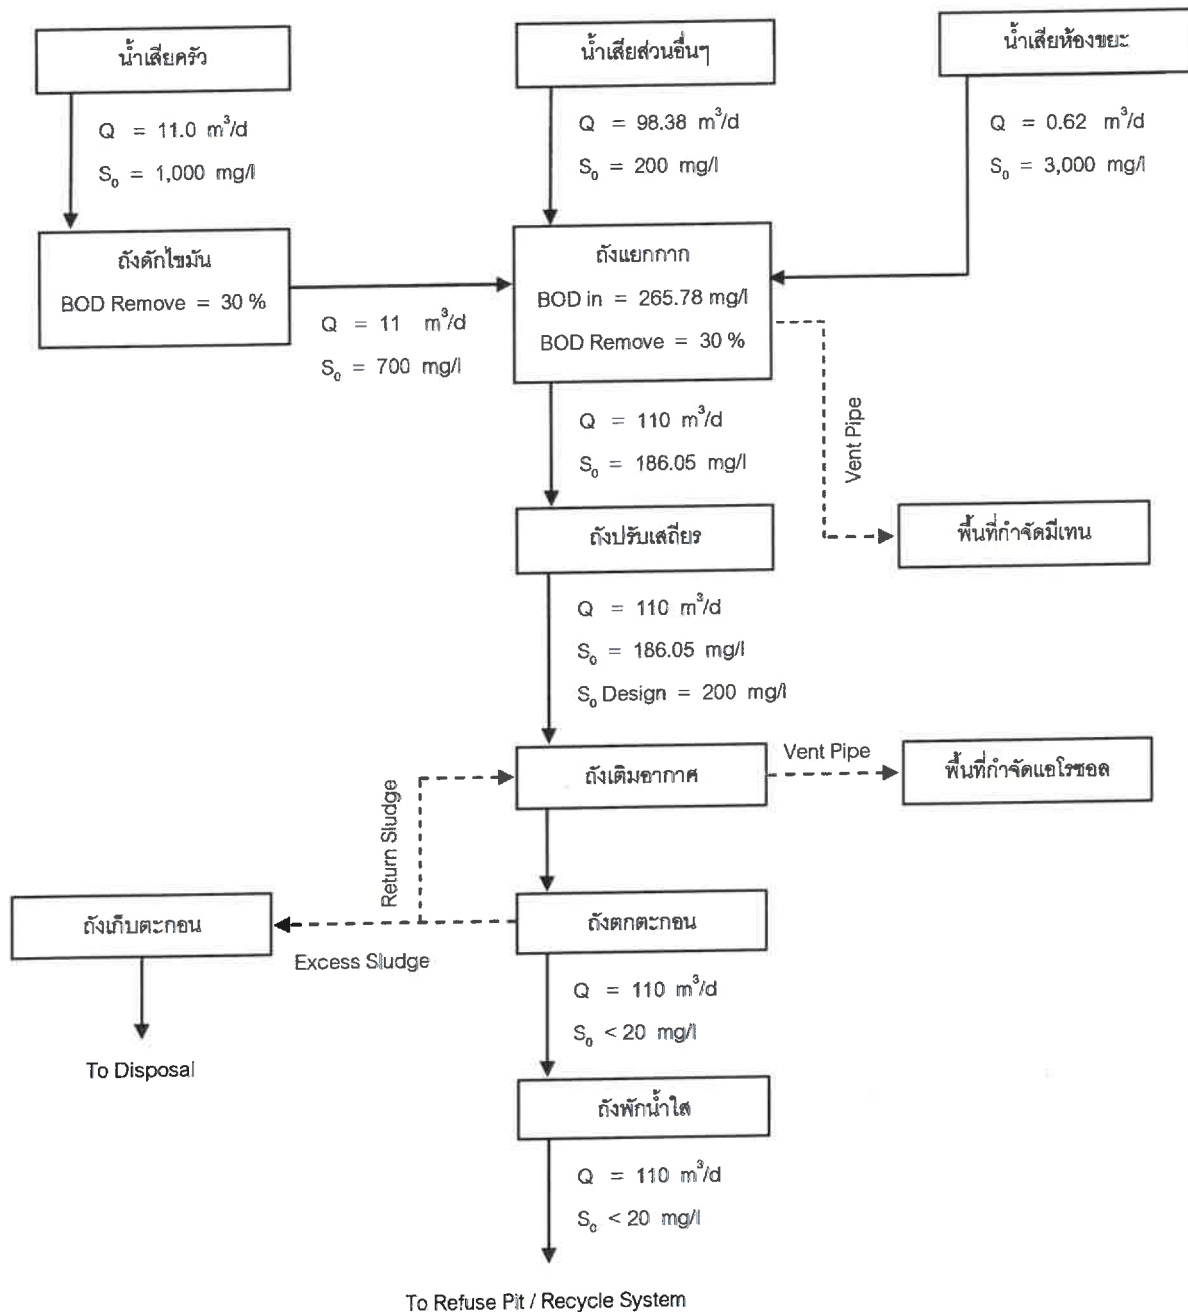 น้ำเสียครัว
น้ำเสียส่วนอื่นๆ
น้ำเสียห้องขยะ
Q = 11.0 m³/d
S₀ = 1,000 mg/l
Q = 98.38 m³/d
S₀ = 200 mg/l
Q = 0.62 m³/d
S₀ = 3,000 mg/l
ถังดักไขมัน
BOD Remove = 30 %
Q = 11 m³/d
S₀ = 700 mg/l
ถังแยกกาก
BOD in = 265.78 mg/l
BOD Remove = 30 %
Vent Pipe
Q = 110 m³/d
S₀ = 186.05 mg/l
ถังปรับเสถียร
พื้นที่กำจัดมีเทน
Q = 110 m³/d
S₀ = 186.05 mg/l
S₀ Design = 200 mg/l
ถังเติมอากาศ
Vent Pipe
พื้นที่กำจัดแอโรซอล
Return Sludge
ถังเก็บตะกอน
Excess Sludge
ถังตกตะกอน
To Disposal
Q = 110 m³/d
S₀ < 20 mg/l
ถังพักน้ำใส
Q = 110 m³/d
S₀ < 20 mg/l
To Refuse Pit / Recycle System